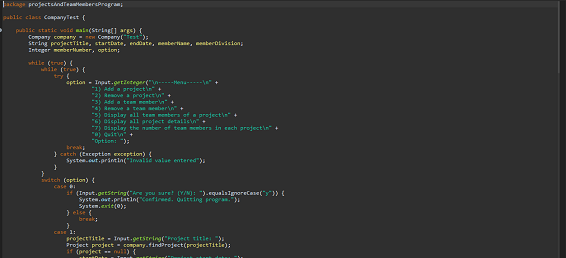 package projectsAndTeamMembersProgram;
public class CompanyTest {
public static void main(String[] args) {
Company company = new Company("Test");
String projectTitle, startDate, endDate, memberName, memberDivision;
Integer memberNumber, option;
while (true) {
while (true) {
try {
option = Input.getInteger("\n-----Menu-----\n" +
"1) Add a project\n" +
"2) Remove a project\n" +
"3) Add a team member\n" +
"4) Remove a team member\n" +
"5) Display all team members of a project\n" +
"6) Display all project details\n" +
"7) Display the number of team members in each project\n" +
"0) Quit\n" +
"Option: ");
break;
} catch (Exception exception) {
System.out.println("Invalid value entered");
}
}
switch (option) {
case 0:
if (Input.getString("Are you sure? (Y/N): ").equalsIgnoreCase("y")) {
System.out.println("Confirmed. Quitting program.");
System.exit(0);
} else {
break;
}
case 1:
projectTitle = Input.getString("Project title: ");
Project project = company.findProject(projectTitle);
if (project == null) {